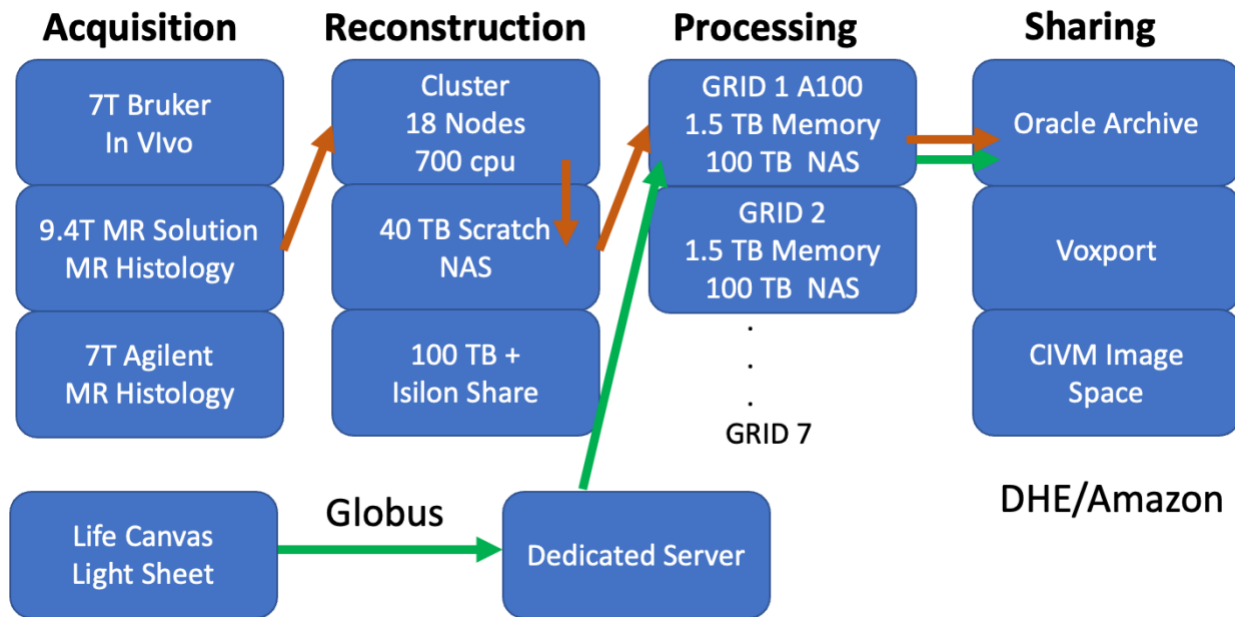 Acquisition
Reconstruction
Processing
Sharing
7T Bruker
In VIvo
9.4T MR Solution
MR Histology
7T Agilent
MR Histology
Cluster
18 Nodes
700 cpu
40 TB Scratch
NAS
100 TB +
Isilon Share
GRID 1 A100
1.5 TB Memory
100 TB NAS
GRID 2
1.5 TB Memory
100 TB NAS
.
.
.
GRID 7
Oracle Archive
Voxport
CIVM Image
Space
DHE/Amazon
Life Canvas
Light Sheet
Globus
Dedicated Server